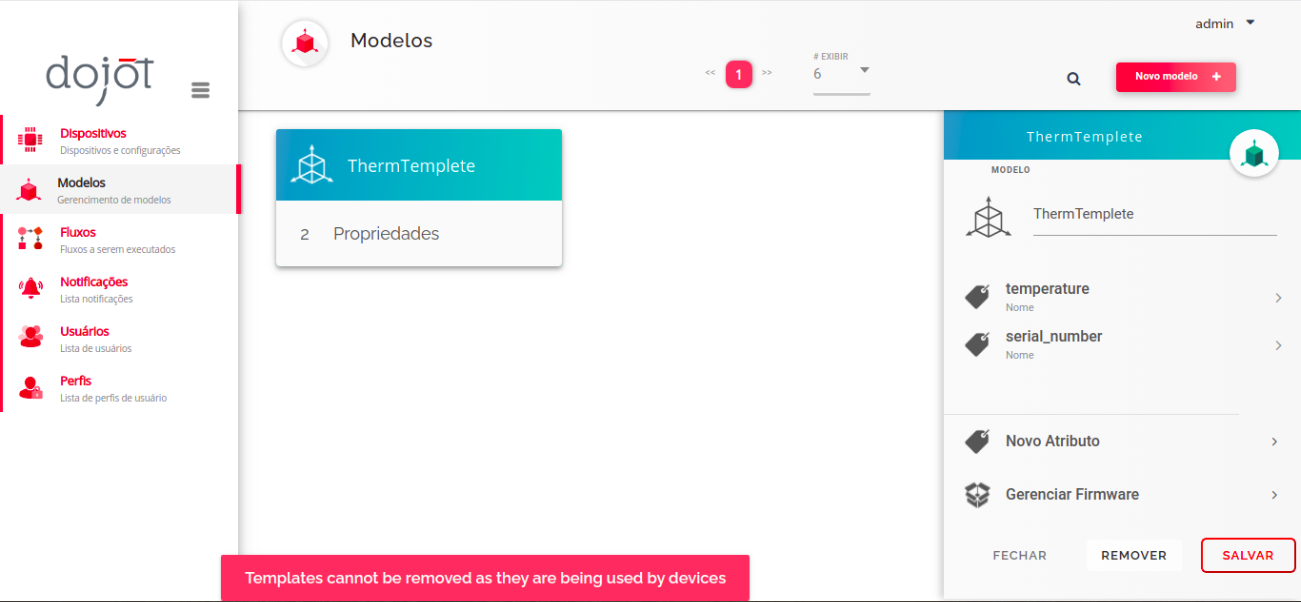 dojot
Dispositivos
Dispositivos e configurações
Modelos
Gerencimento de modelos
Fluxos
Fluxos a serem executados
Notificações
Lista notificações
Usuários
Lista de usuários
Perfis
Lista de perfis de usuário
Modelos
admin
<< 1 >>
# EXIBIR
6
Novo modelo +
ThermTemplete
2 Propriedades
ThermTemplete
MODELO
ThermTemplete
temperature
Nome
serial_number
Nome
Novo Atributo
Gerenciar Firmware
FECHAR REMOVER SALVAR
Templates cannot be removed as they are being used by devices